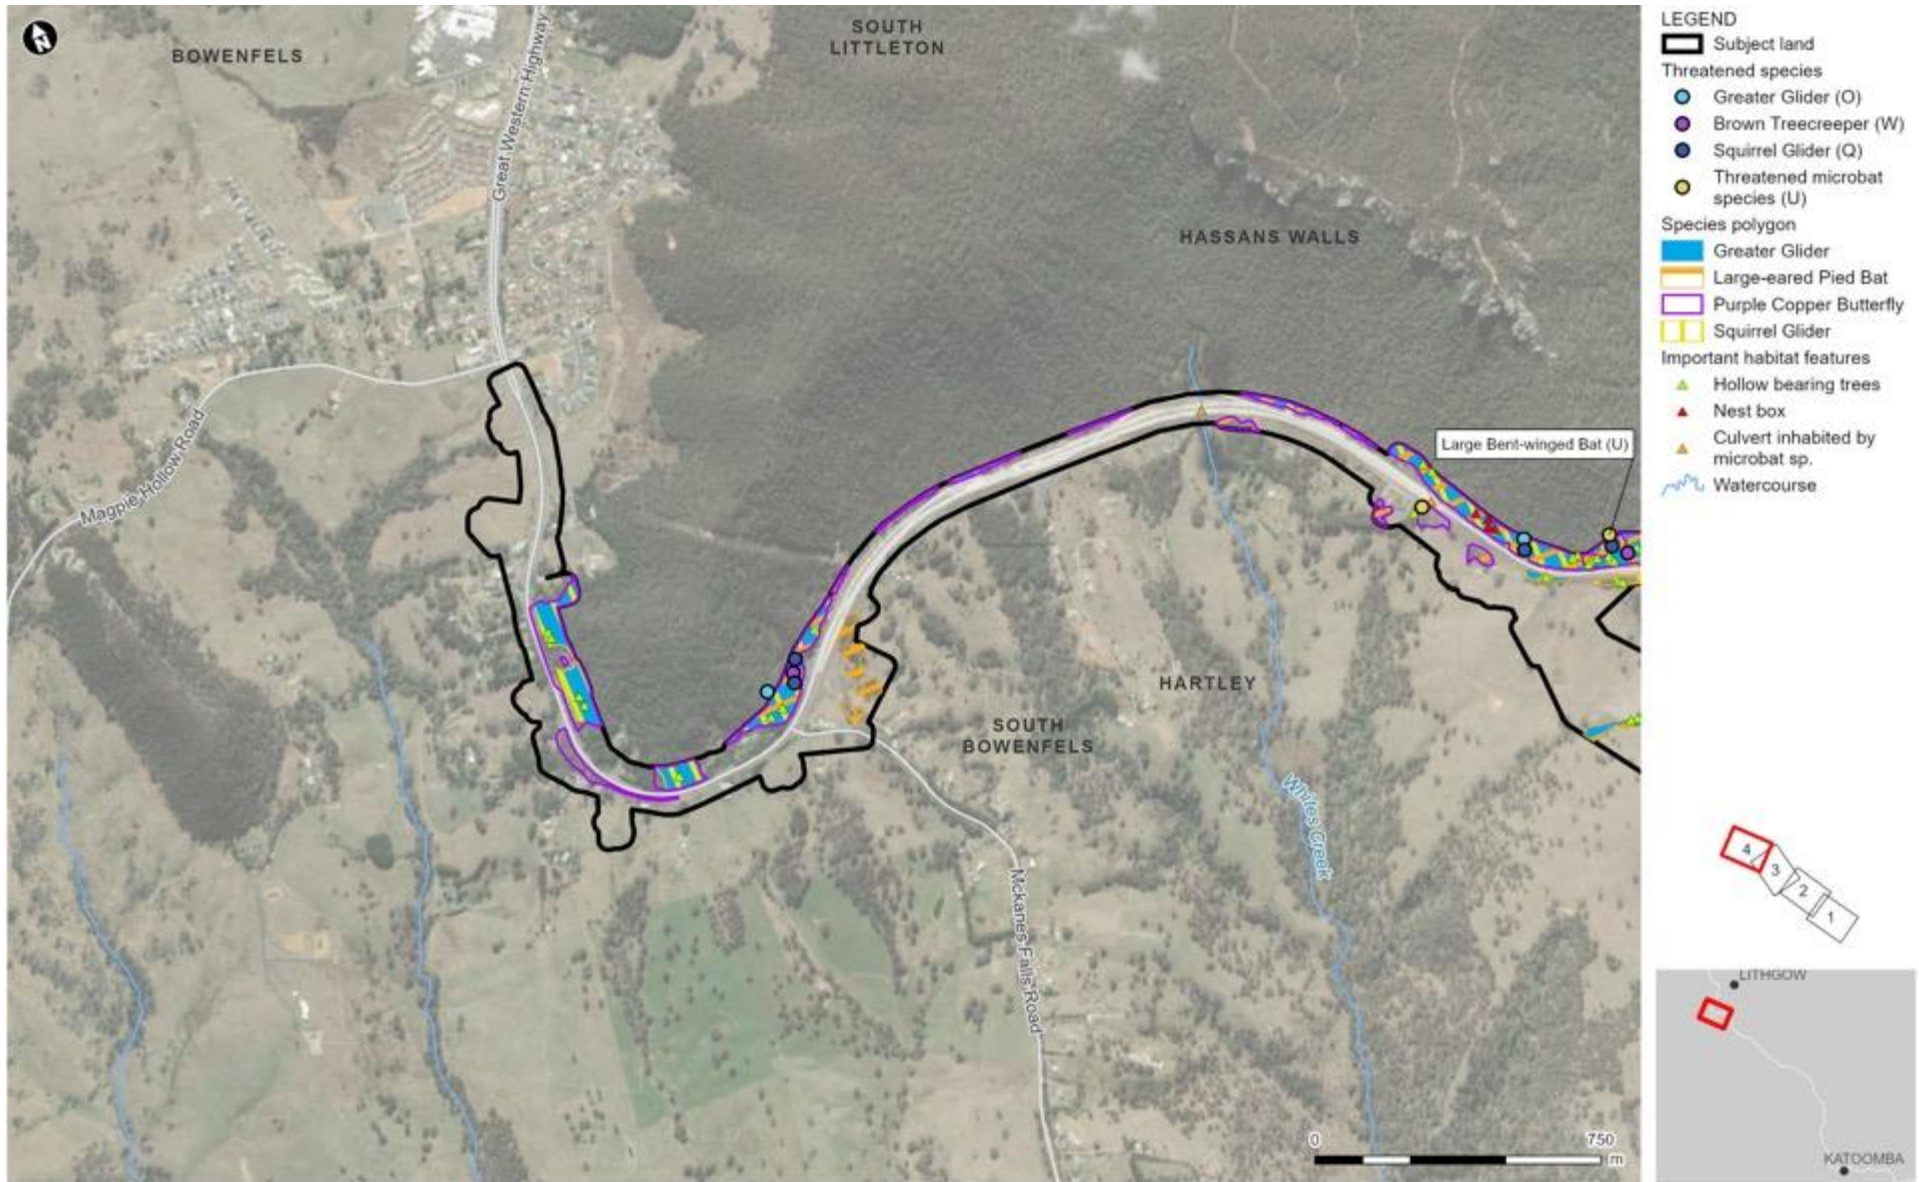 N
BOWENFELS
SOUTH
LITTLETON
Great Western Highway
HASSANS WALLS
Magpie Hollow Road
Large Bent-winged Bat (U)
HARTLEY
SOUTH
BOWENFELS
Whites Creek
Mckanes Falls Road
0
750
m
LEGEND
Subject land
Threatened species
Greater Glider (O)
Brown Treecreeper (W)
Squirrel Glider (Q)
Threatened microbat
species (U)
Species polygon
Greater Glider
Large-eared Pied Bat
Purple Copper Butterfly
Squirrel Glider
Important habitat features
Hollow bearing trees
Nest box
Culvert inhabited by
microbat sp.
Watercourse
4
3
2
1
LITHGOW
KATOOMBA